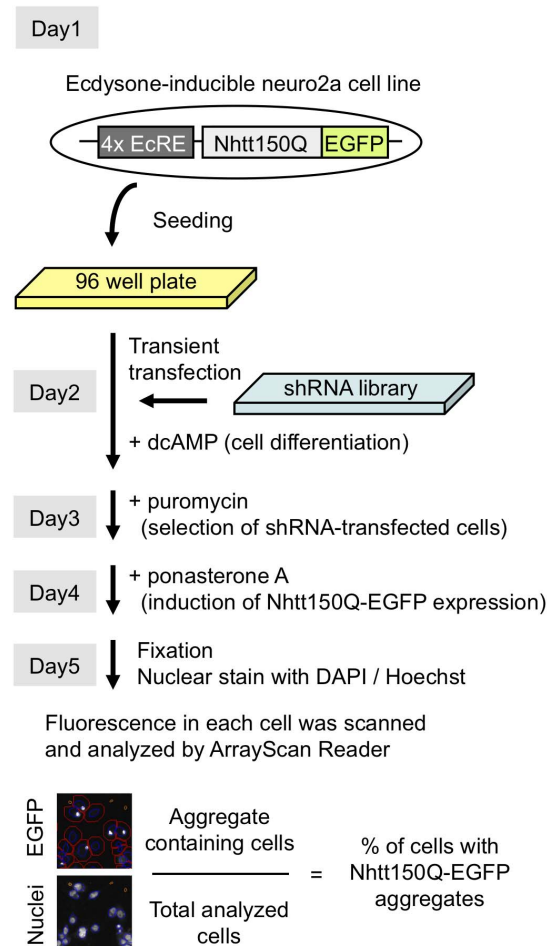 Day1
Ecdysone-inducible neuro2a cell line
4x EcRE Nhtt150Q EGFP
Seeding
96 well plate
Transient
transfection
Day2
shRNA library
+ dcAMP (cell differentiation)
Day3
+ puromycin
(selection of shRNA-transfected cells)
Day4
+ ponasterone A
(induction of Nhtt150Q-EGFP expression)
Day5
Fixation
Nuclear stain with DAPI / Hoechst
Fluorescence in each cell was scanned
and analyzed by ArrayScan Reader
EGFP
Nuclei
Aggregate
containing cells
Total analyzed
cells
=
% of cells with
Nhtt150Q-EGFP
aggregates